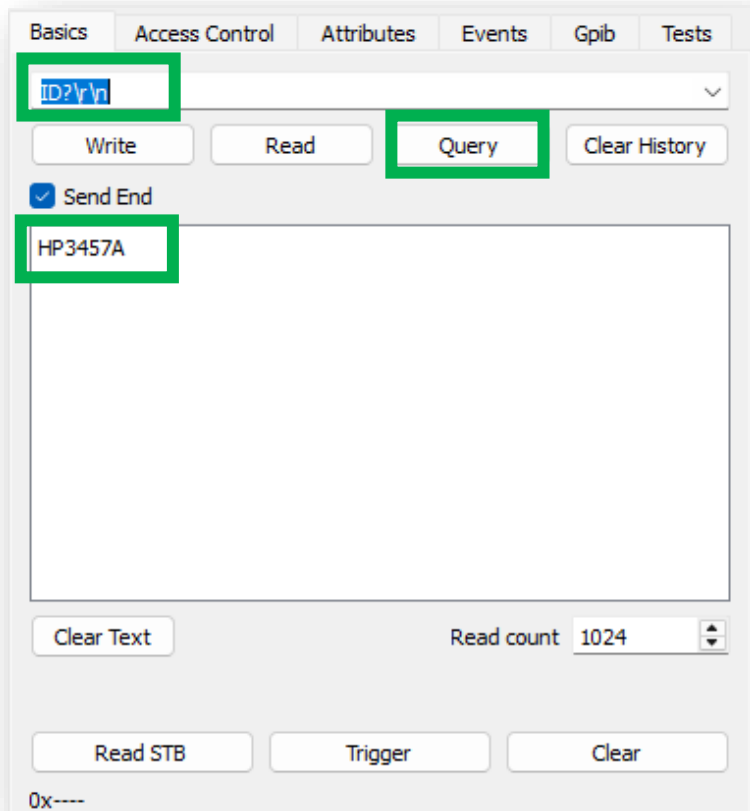 Basics Access Control Attributes Events Gpib Tests
ID?\r\n
Write Read Query Clear History
Send End
HP3457A
Clear Text Read count 1024
Read STB Trigger Clear
0x----